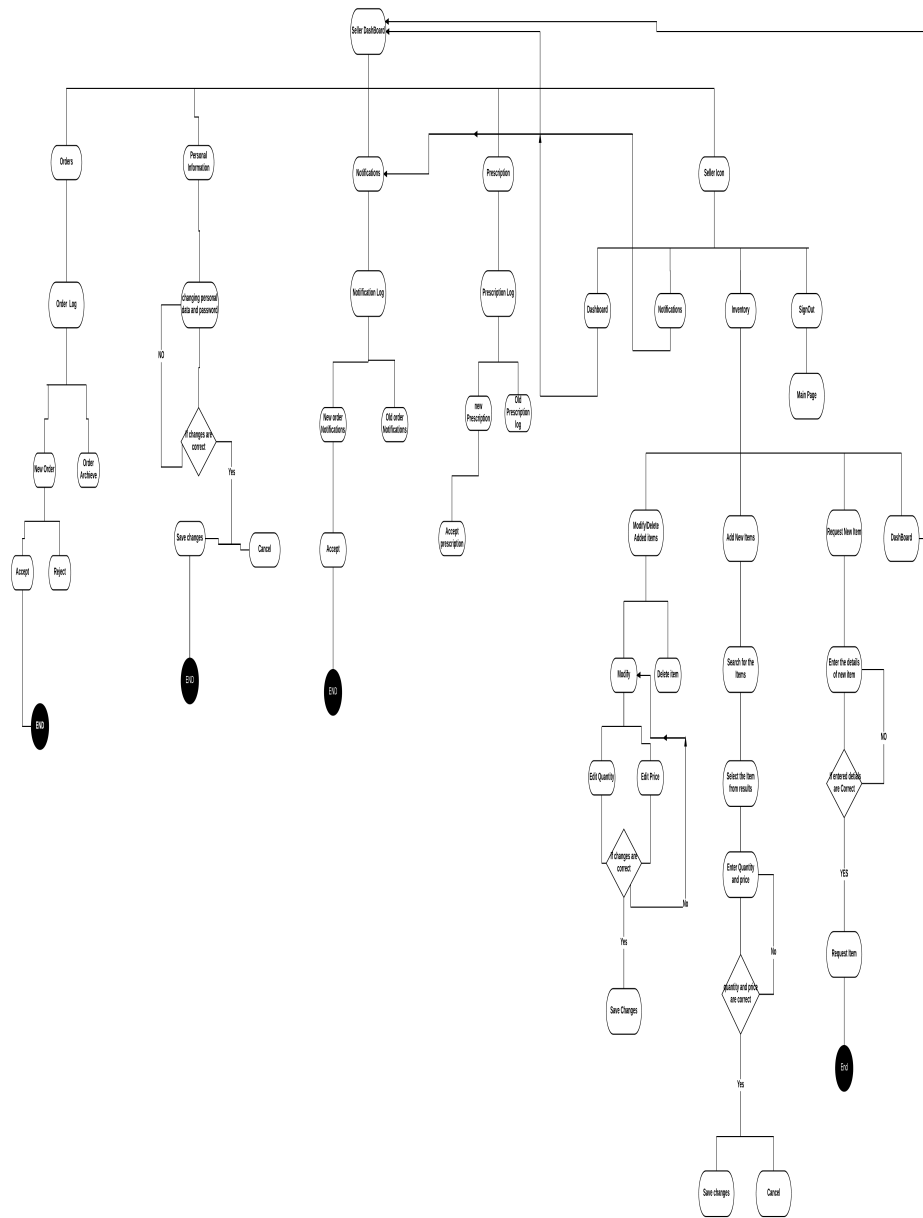 Seller DashBoard
Orders
Personal
Information
Notifications
Prescription
Seller Icon
Order Log
changing personal
data and password
Notification Log
Prescription Log
Dashboard
Notifications
Inventory
SignOut
NO
Main Page
If changes are
correct
New order
Notifications
Old order
Notifications
new
Prescription
Old
Prescription
log
New Order
Order
Archieve
Yes
Save changes
Cancel
Accept
Accept
prescription
Modify/Delete
Added items
Add New Items
Request New Item
DashBoard
Accept
Reject
END
END
END
Modify
Delete Item
Search for the
Items
Enter the details
of new item
NO
Edit Quantity
Edit Price
Select the Item
from results
If entered details
are Correct
If changes are
correct
No
Enter Quantity
and price
YES
Yes
No
Request Item
Save Changes
quantity and price
are correct
End
Yes
Save changes
Cancel